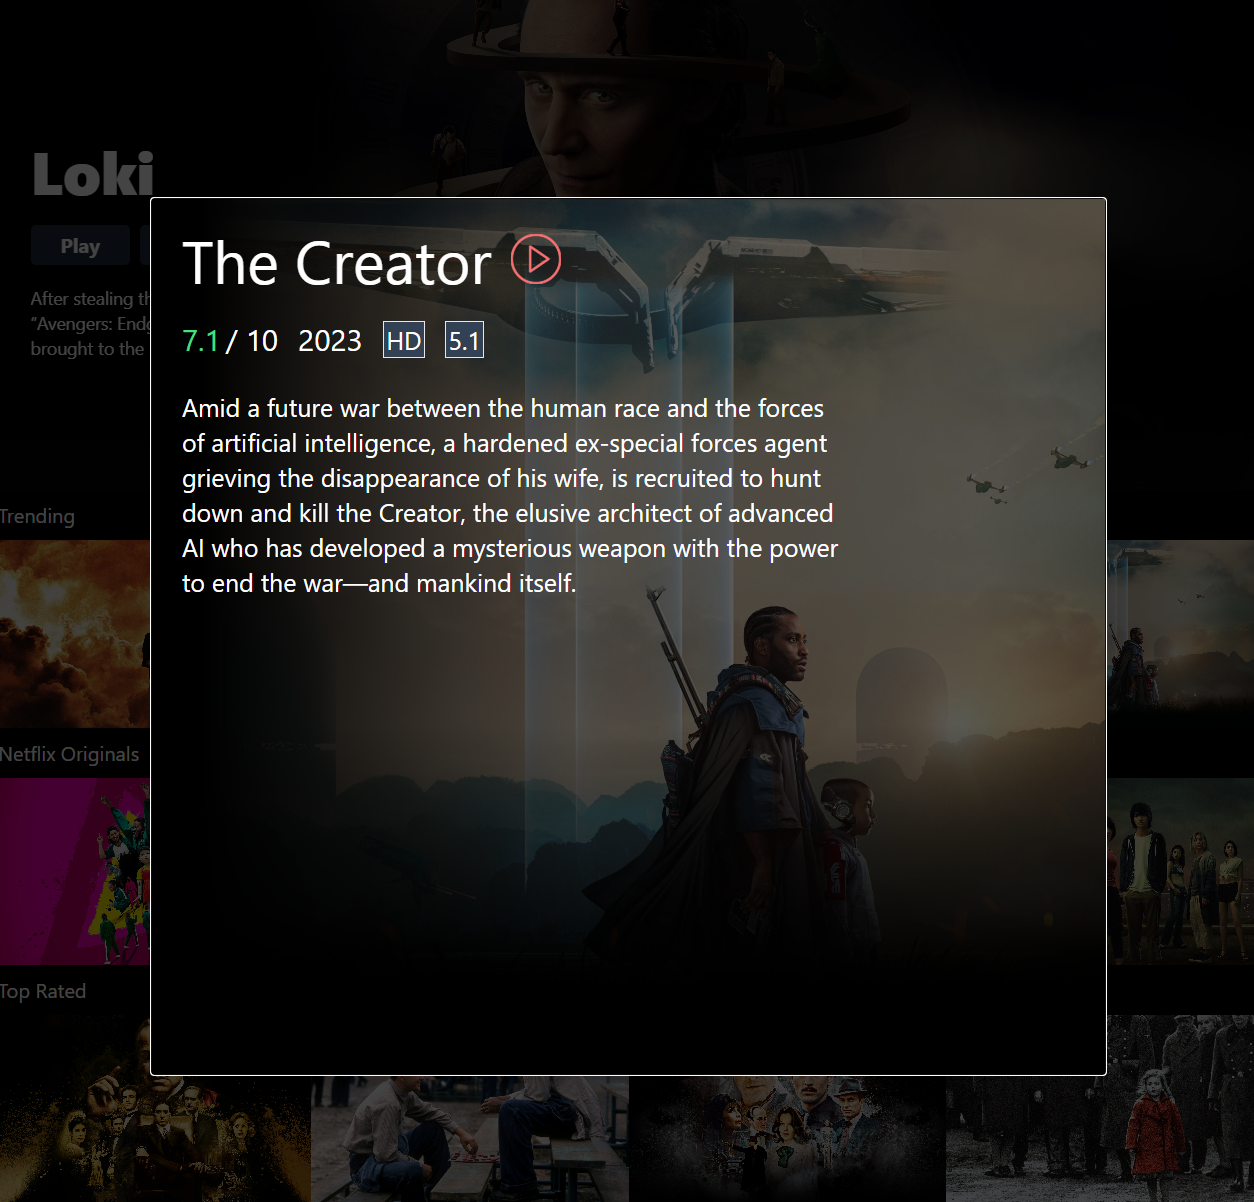 Loki
Play
After stealing th
"Avengers: Endg
brought to the
The Creator
7.1 / 10 2023 HD 5.1
Amid a future war between the human race and the forces
of artificial intelligence, a hardened ex-special forces agent
grieving the disappearance of his wife, is recruited to hunt
down and kill the Creator, the elusive architect of advanced
AI who has developed a mysterious weapon with the power
to end the war—and mankind itself.
Trending
Netflix Originals
Top Rated